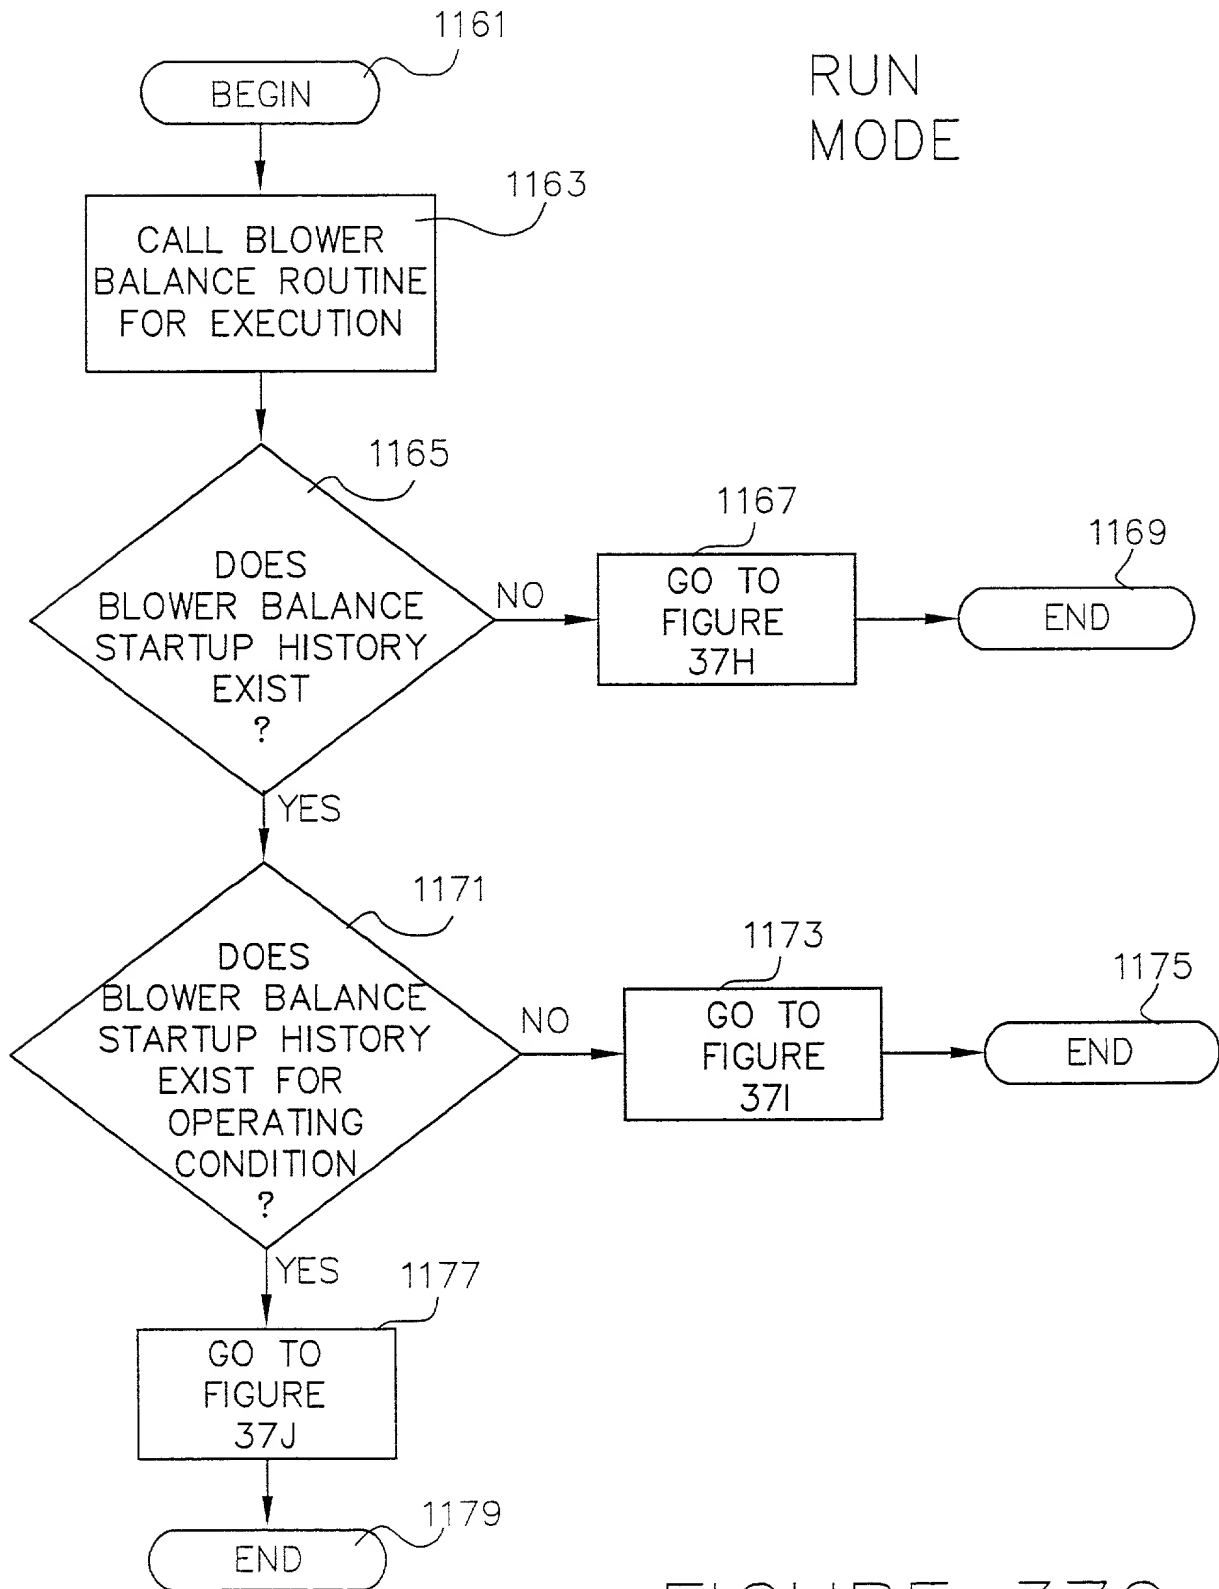 1161
BEGIN
RUN
MODE
1163
CALL BLOWER
BALANCE ROUTINE
FOR EXECUTION
1165
DOES
BLOWER BALANCE
STARTUP HISTORY
EXIST
?
NO
1167
GO TO
FIGURE
37H
1169
END
YES
1171
DOES
BLOWER BALANCE
STARTUP HISTORY
EXIST FOR
OPERATING
CONDITION
?
NO
1173
GO TO
FIGURE
37I
1175
END
YES
1177
GO TO
FIGURE
37J
1179
END
FIGURE